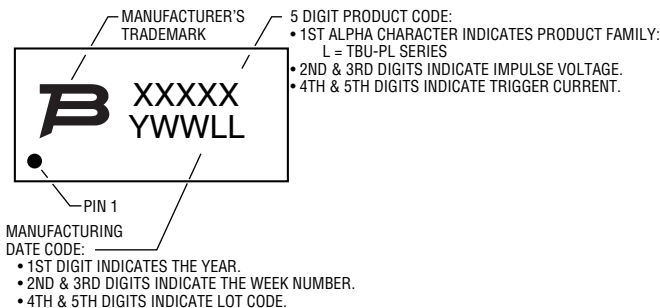 MANUFACTURER'S
TRADEMARK
5 DIGIT PRODUCT CODE:
• 1ST ALPHA CHARACTER INDICATES PRODUCT FAMILY:
L = TBU-PL SERIES
• 2ND & 3RD DIGITS INDICATE IMPULSE VOLTAGE.
• 4TH & 5TH DIGITS INDICATE TRIGGER CURRENT.
B XXXXX
YWWLL
PIN 1
MANUFACTURING
DATE CODE:
• 1ST DIGIT INDICATES THE YEAR.
• 2ND & 3RD DIGITS INDICATE THE WEEK NUMBER.
• 4TH & 5TH DIGITS INDICATE LOT CODE.